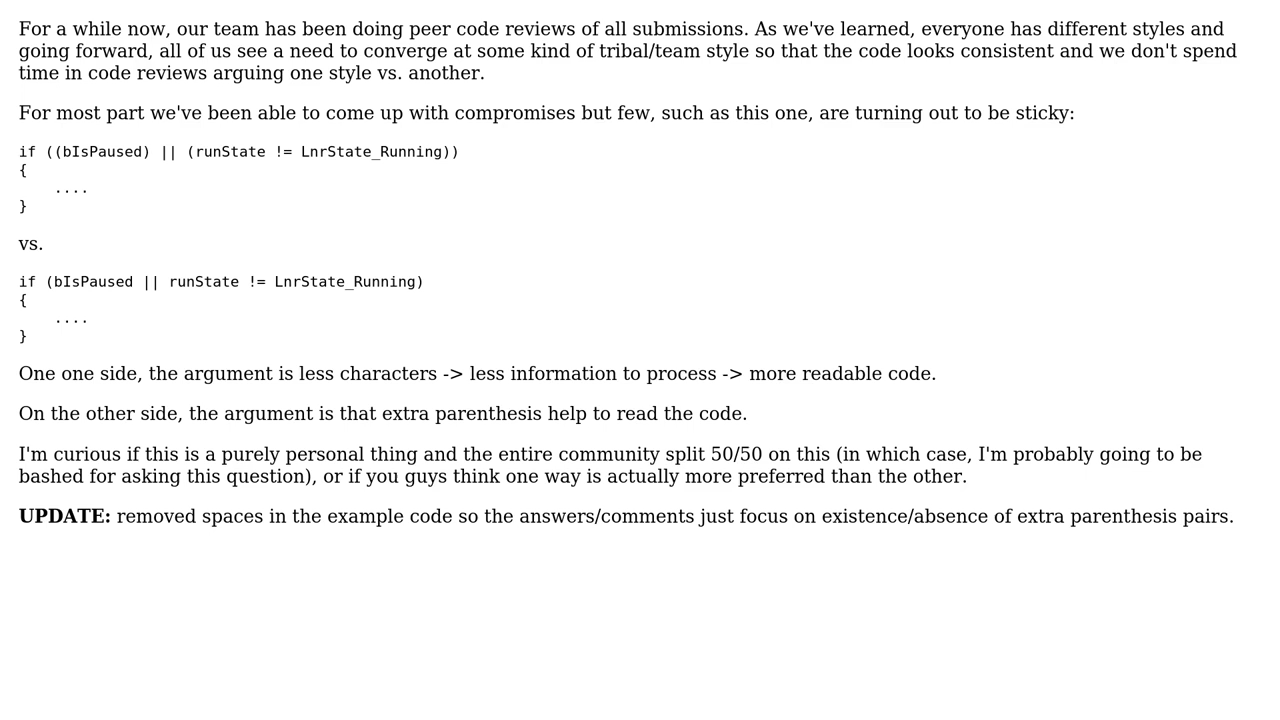 For a while now, our team has been doing peer code reviews of all submissions. As we've learned, everyone has different styles and
going forward, all of us see a need to converge at some kind of tribal/team style so that the code looks consistent and we don't spend
time in code reviews arguing one style vs. another.
For most part we've been able to come up with compromises but few, such as this one, are turning out to be sticky:
if ((bIsPaused) || (runState != LnrState_Running))
{
    ....
}
vs.
if (bIsPaused || runState != LnrState_Running)
{
    ....
}
One one side, the argument is less characters -> less information to process -> more readable code.
On the other side, the argument is that extra parenthesis help to read the code.
I'm curious if this is a purely personal thing and the entire community split 50/50 on this (in which case, I'm probably going to be
bashed for asking this question), or if you guys think one way is actually more preferred than the other.
UPDATE: removed spaces in the example code so the answers/comments just focus on existence/absence of extra parenthesis pairs.